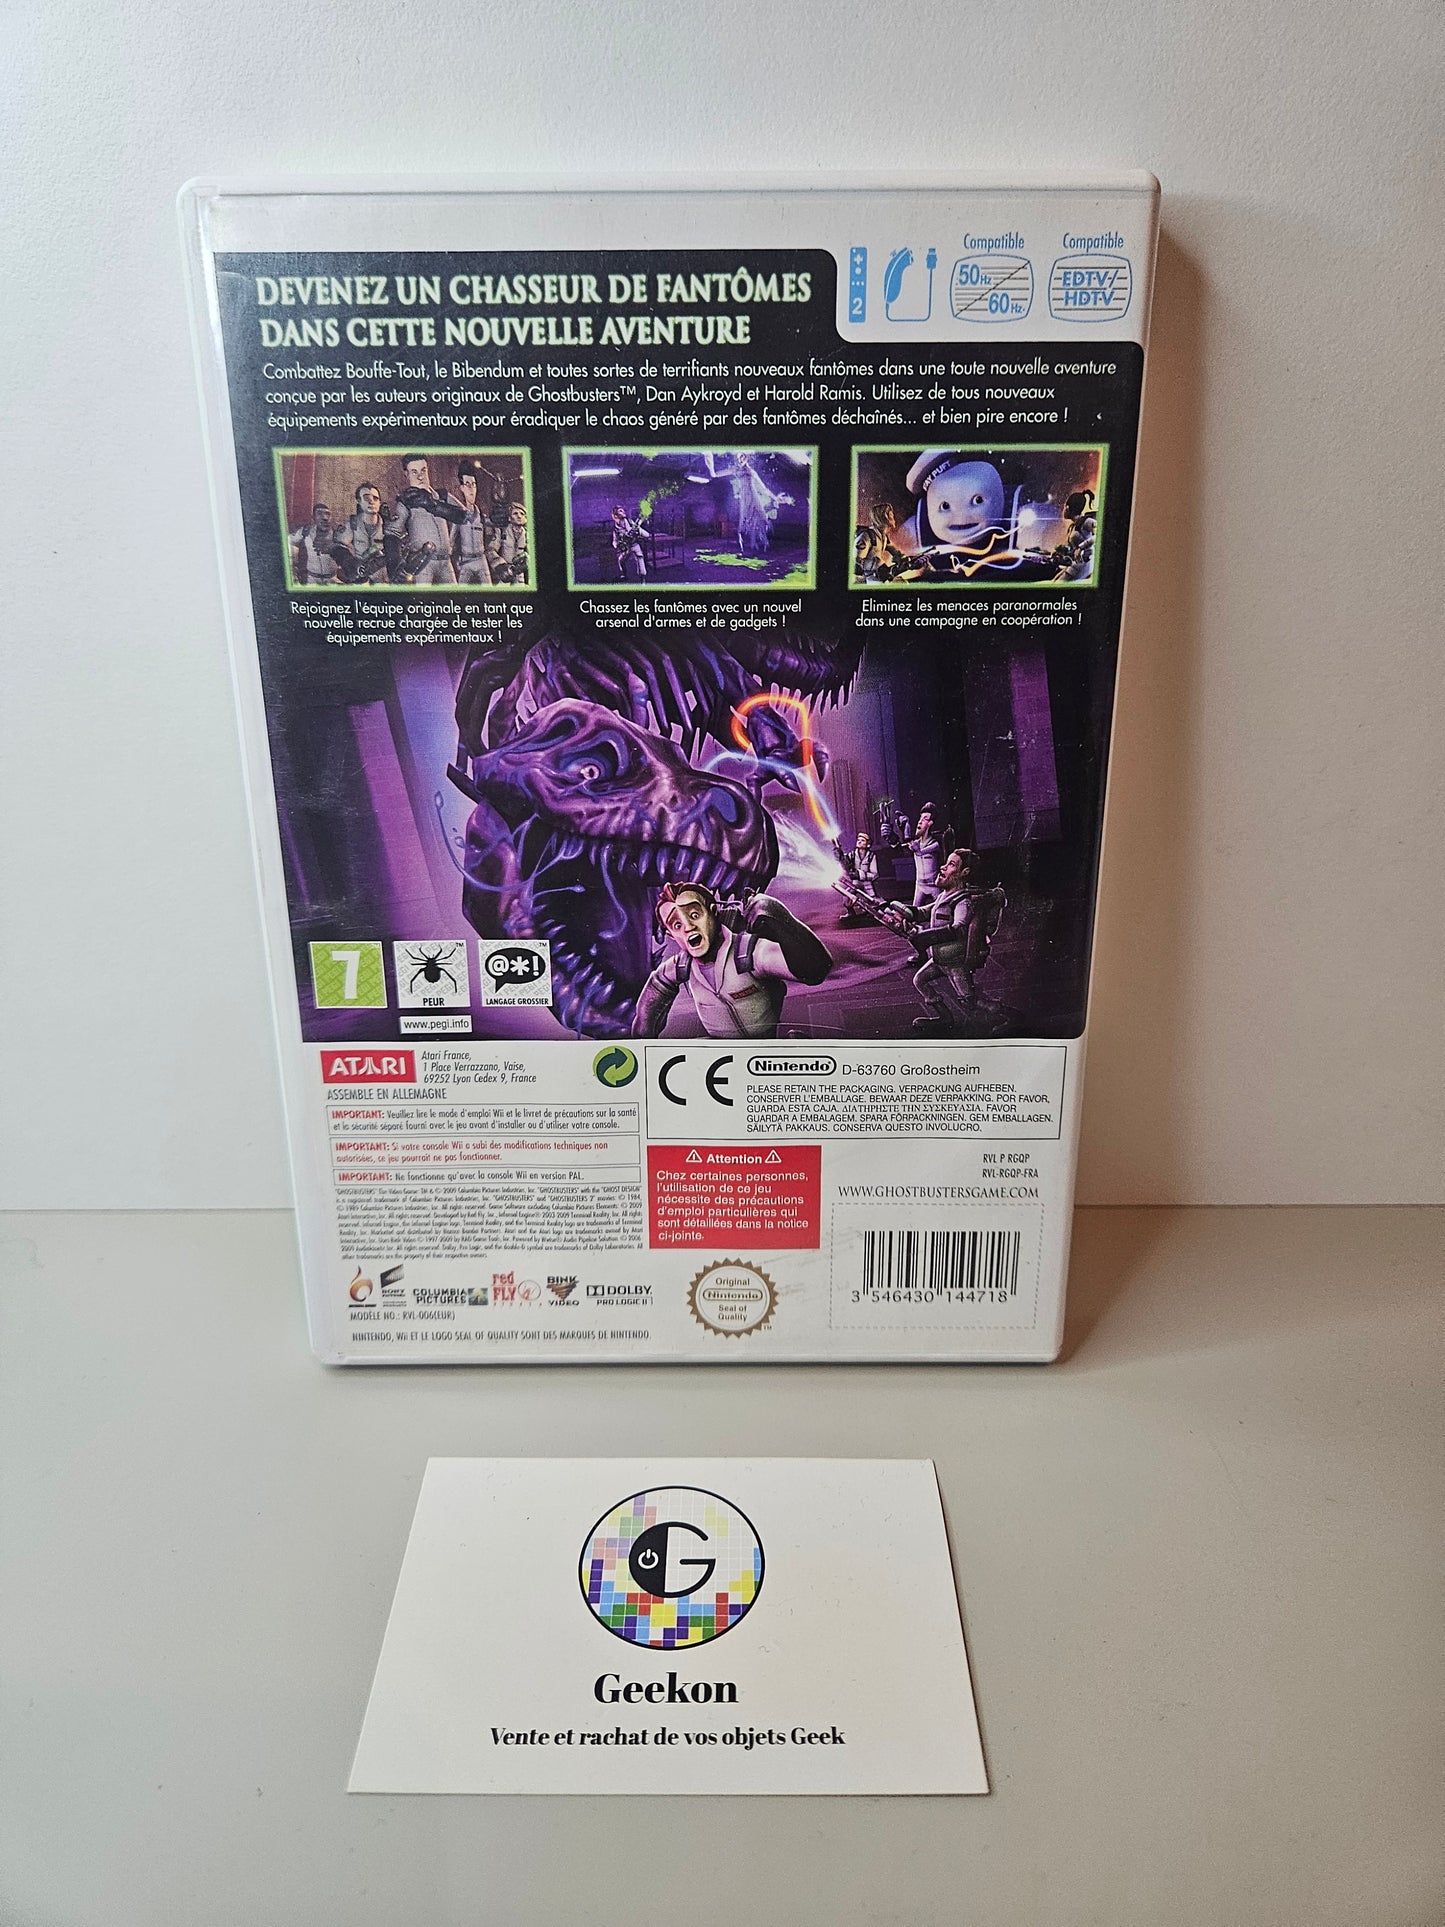 Compatible
Compatible
50Hz
60Hz
EDTV/
HDTV
2
DEVENEZ UN CHASSEUR DE FANTÔMES
DANS CETTE NOUVELLE AVENTURE
Combattez Bouffe-Tout, le Bibendum et toutes sortes de terrifiants nouveaux fantômes dans une toute nouvelle aventure
conçue par les auteurs originaux de Ghostbusters™, Dan Aykroyd et Harold Ramis. Utilisez de tous nouveaux
équipements expérimentaux pour éradiquer le chaos généré par des fantômes déchaînés... et bien pire encore !
Rejoignez l'équipe originale en tant que
nouvelle recrue chargée de tester les
équipements expérimentaux !
Chassez les fantômes avec un nouvel
arsenal d'armes et de gadgets !
Eliminez les menaces paranormales
dans une campagne en coopération !
7
PEUR
@*!
LANGAGE GROSSIER
www.pegi.info
ATARI
Atari France,
1 Place Verrazzano, Vaise,
69252 Lyon Cedex 9, France
ASSEMBLE EN ALLEMAGNE
IMPORTANT: Veuillez lire le mode d'emploi Wii et le livret de précautions sur la santé
et la sécurité séparé fourni avec le jeu avant d'installer ou d'utiliser votre console.
IMPORTANT: Si votre console Wii a subi des modifications techniques non
autorisées, ce jeu pourrait ne pas fonctionner.
IMPORTANT: Ne fonctionne qu'avec la console Wii en version PAL.
CE
Nintendo® D-63760 Großostheim
PLEASE RETAIN THE PACKAGING. VERPACKUNG AUFHEBEN.
CONSERVER L'EMBALLAGE. BEWAAR DEZE VERPAKKING. POR FAVOR,
GUARDA ESTA CAJA. ΔΙΑΤΗΡΗΣΤΕ ΤΗΝ ΣΥΣΚΕΥΑΣΙΑ. FAVOR
GUARDAR A EMBALAGEM. SPARA FÖRPACKNINGEN. GEM EMBALLAGEN.
SÄILYTÄ PAKKAUS. CONSERVA QUESTO INVOLUCRO.
Attention
Chez certaines personnes,
l'utilisation de ce jeu
nécessite des précautions
d'emploi particulières qui
sont détaillées dans la notice
ci-jointe.
RVL P RGQP
RVL-RGQP-FRA
WWW.GHOSTBUSTERSGAME.COM
COLUMBIA
PICTURES
red
FLY
BINK
VIDEO
DOLBY
PRO LOGIC II
Original
Nintendo
Seal of
Quality
3 546430 144718
MODÈLE NO.: RVL-006(EUR)
NINTENDO, Wii ET LE LOGO SEAL OF QUALITY SONT DES MARQUES DE NINTENDO.
G
Geekon
Vente et rachat de vos objets Geek